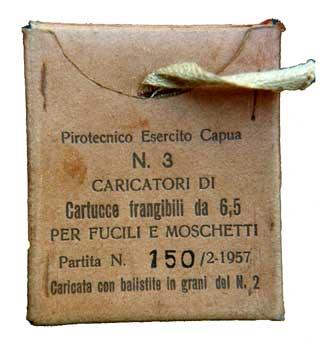 Pirotecnico Esercito Capua
N. 3
CARICATORI DI
Cartucce frangibili da 6,5
PER FUCILI E MOSCHETTI
Partita N. 150/2-1957
Caricata con balistite in grani del N. 2